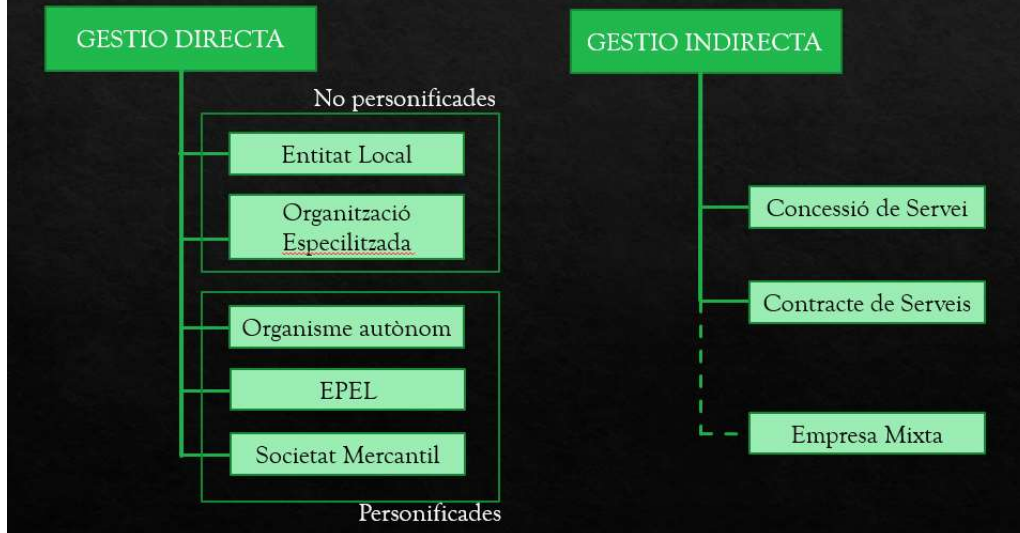 GESTIO DIRECTA
No personificades
Entitat Local
Organització
Especilitzada
Organisme autònom
EPEL
Societat Mercantil
Personificades
GESTIO INDIRECTA
Concessió de Servei
Contracte de Serveis
Empresa Mixta